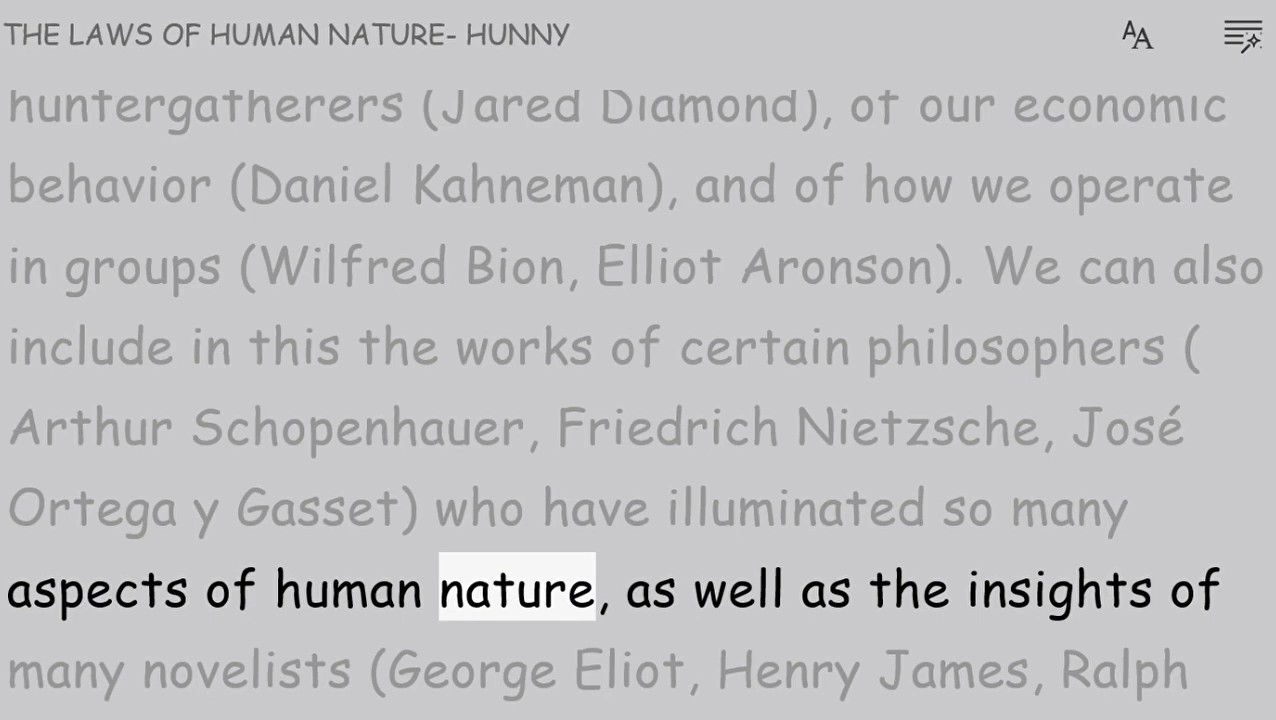 THE LAWS OF HUMAN NATURE- HUNNY
huntergatherers (Jared Diamond), of our economic
behavior (Daniel Kahneman), and of how we operate
in groups (Wilfred Bion, Elliot Aronson). We can also
include in this the works of certain philosophers (
Arthur Schopenhauer, Friedrich Nietzsche, José
Ortega y Gasset) who have illuminated so many
aspects of human nature, as well as the insights of
many novelists (George Eliot, Henry James, Ralph